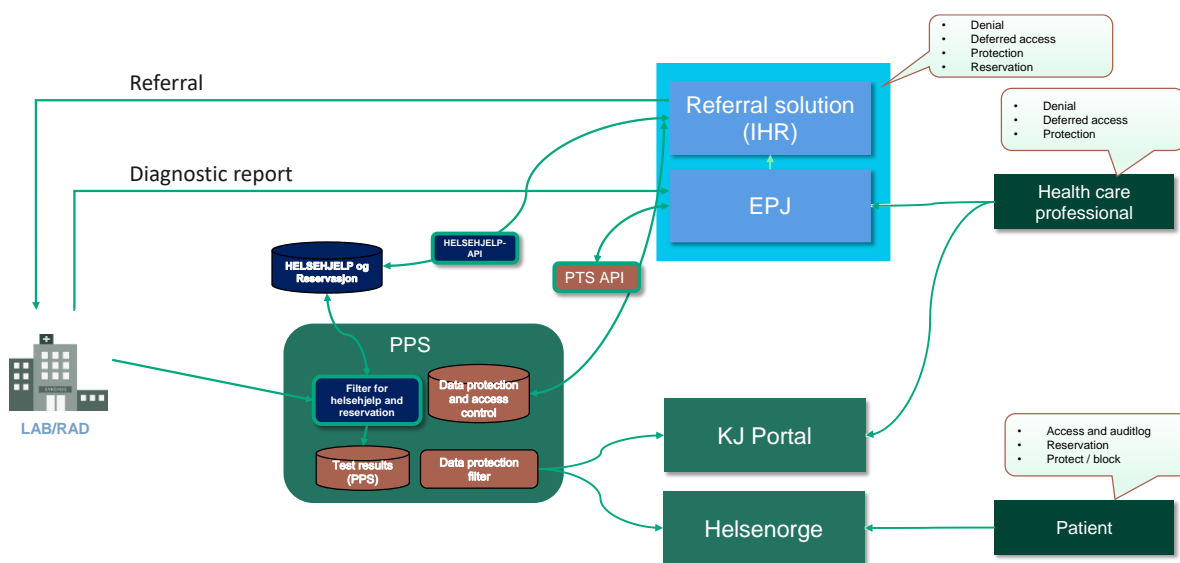 • Denial
• Deferred access
• Protection
• Reservation
Referral
Referral solution
(IHR)
• Denial
• Deferred access
• Protection
Diagnostic report
EPJ
Health care
professional
HELSEHJELP-
API
HELSEHJELP og
Reservasjon
PTS API
PPS
Filter for
helsehjelp and
reservation
Data protection
and access
control
LAB/RAD
KJ Portal
• Access and auditlog
• Reservation
• Protect / block
Test results
(PPS)
Data protection
filter
Helsenorge
Patient